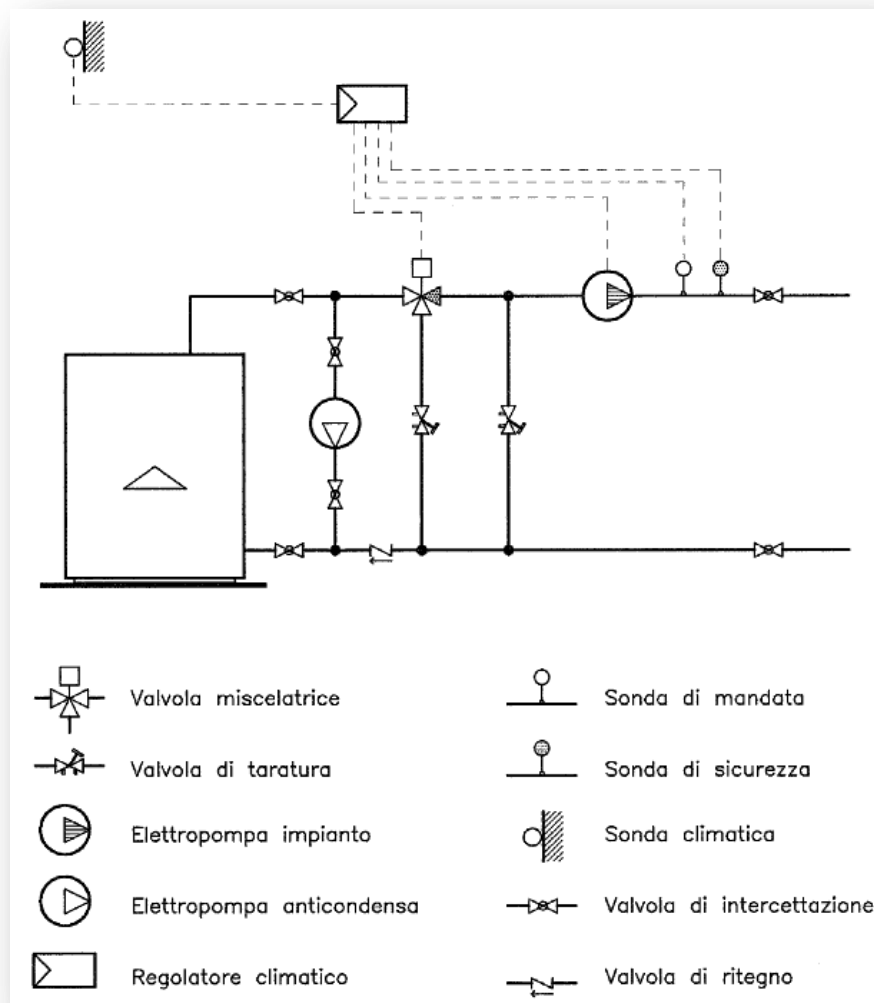 Valvola miscelatrice
Valvola di taratura
Elettropompa impianto
Elettropompa anticondensa
Regolatore climatico
Sonda di mandata
Sonda di sicurezza
Sonda climatica
Valvola di intercettazione
Valvola di ritegno